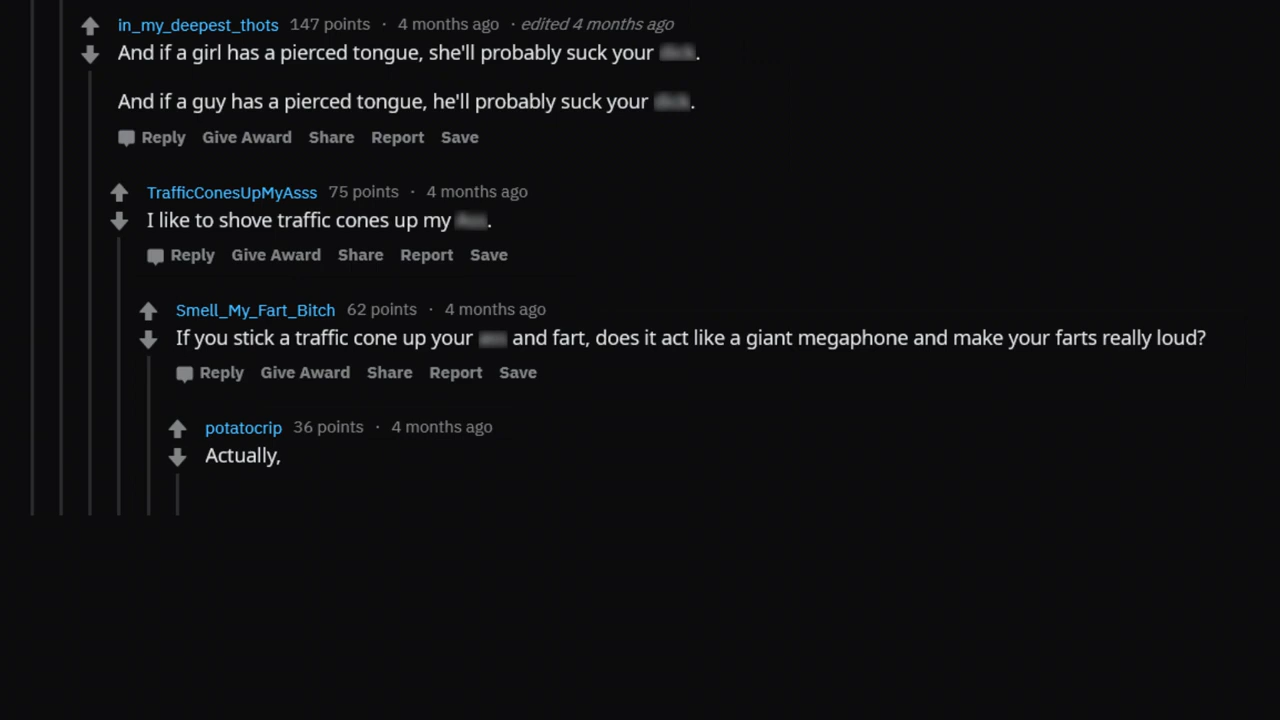 in_my_deepest_thots 147 points · 4 months ago · edited 4 months ago
And if a girl has a pierced tongue, she'll probably suck your .
And if a guy has a pierced tongue, he'll probably suck your .
Reply Give Award Share Report Save
TrafficConesUpMyAsss 75 points · 4 months ago
I like to shove traffic cones up my .
Reply Give Award Share Report Save
Smell_My_Fart_Bitch 62 points · 4 months ago
If you stick a traffic cone up your and fart, does it act like a giant megaphone and make your farts really loud?
Reply Give Award Share Report Save
potatocrip 36 points · 4 months ago
Actually,